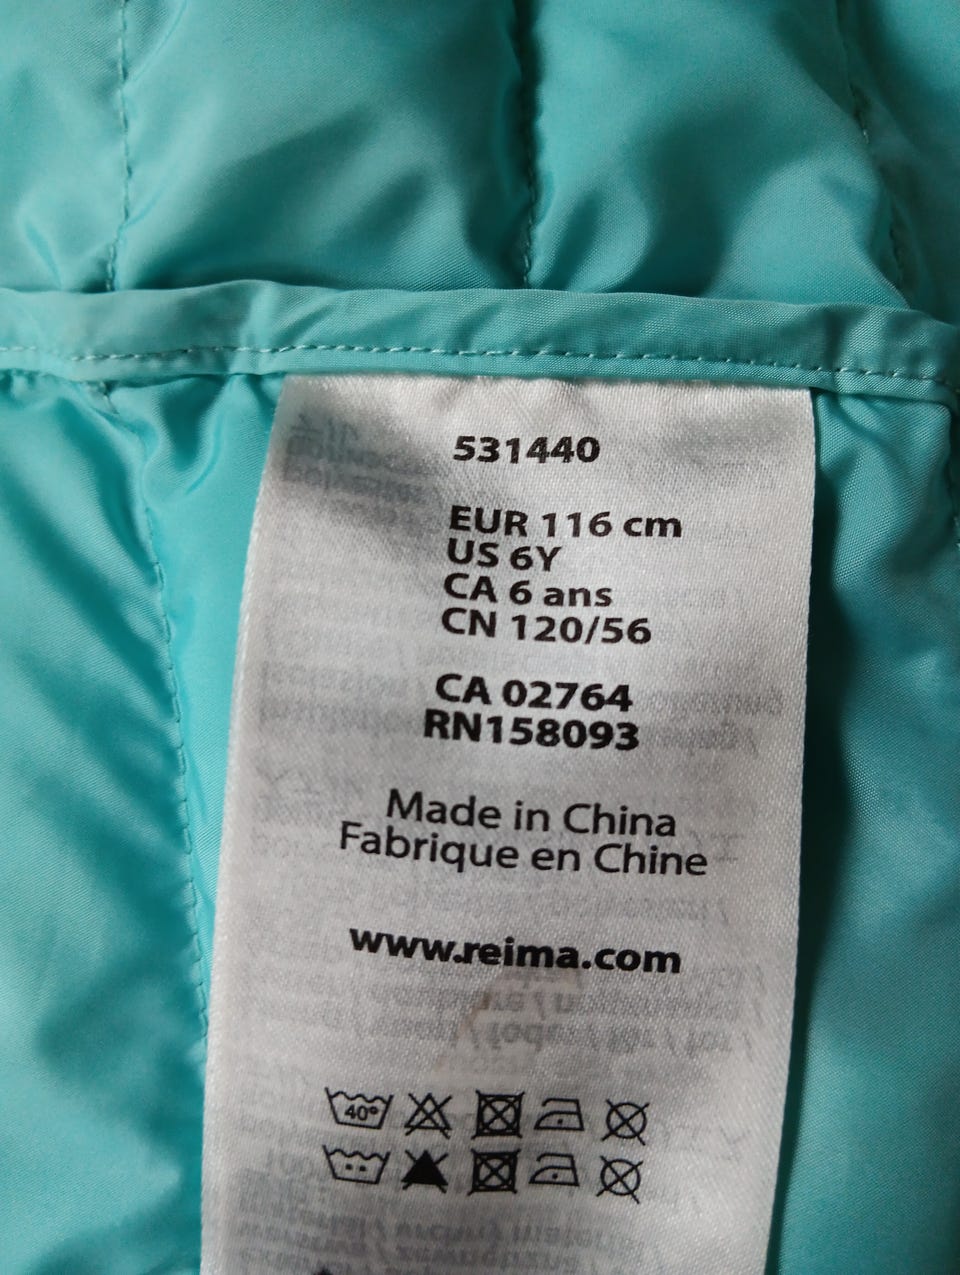 531440
EUR 116 cm
US 6Y
CA 6 ans
CN 120/56
CA 02764
RN158093
Made in China
Fabrique en Chine
www.reima.com
40°